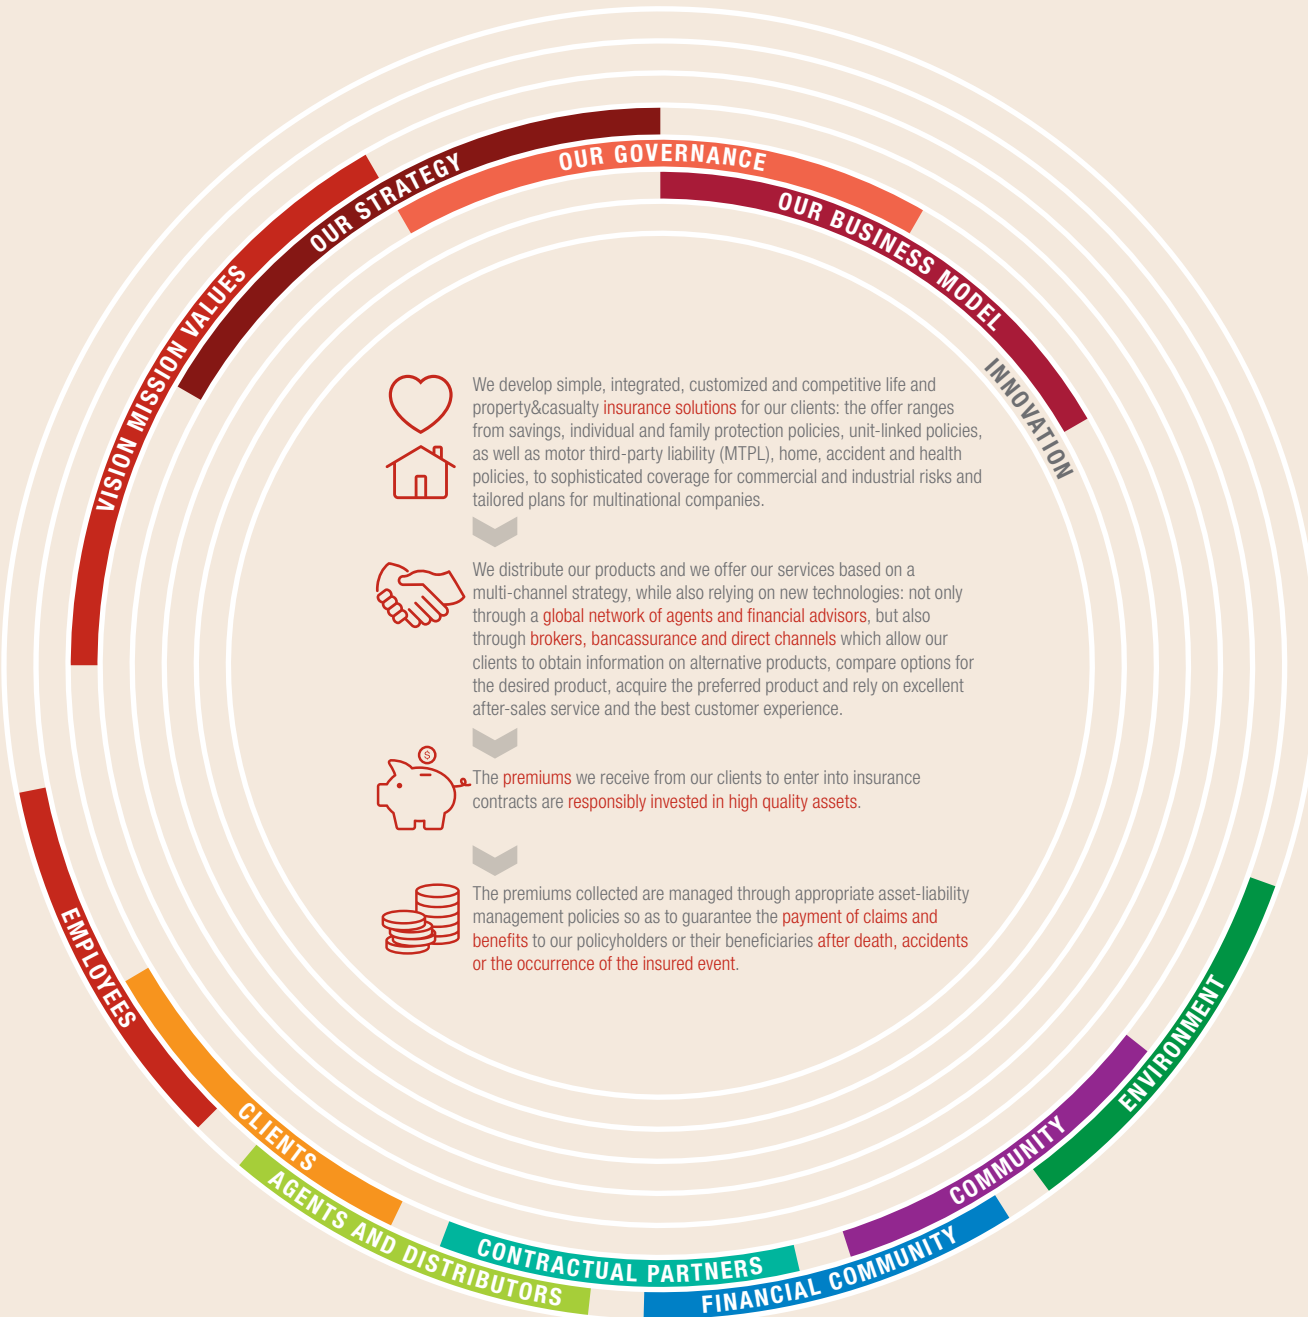 OUR STRATEGY
OUR GOVERNANCE
OUR BUSINESS MODEL
VISION MISSION VALUES
INNOVATION
We develop simple, integrated, customized and competitive life and
property&casualty insurance solutions for our clients: the offer ranges
from savings, individual and family protection policies, unit-linked policies,
as well as motor third-party liability (MTPL), home, accident and health
policies, to sophisticated coverage for commercial and industrial risks and
tailored plans for multinational companies.
We distribute our products and we offer our services based on a
multi-channel strategy, while also relying on new technologies: not only
through a global network of agents and financial advisors, but also
through brokers, bancassurance and direct channels which allow our
clients to obtain information on alternative products, compare options for
the desired product, acquire the preferred product and rely on excellent
after-sales service and the best customer experience.
$
The premiums we receive from our clients to enter into insurance
contracts are responsibly invested in high quality assets.
The premiums collected are managed through appropriate asset-liability
management policies so as to guarantee the payment of claims and
benefits to our policyholders or their beneficiaries after death, accidents
or the occurrence of the insured event.
EMPLOYEES
CLIENTS
AGENTS AND DISTRIBUTORS
CONTRACTUAL PARTNERS
FINANCIAL COMMUNITY
COMMUNITY
ENVIRONMENT